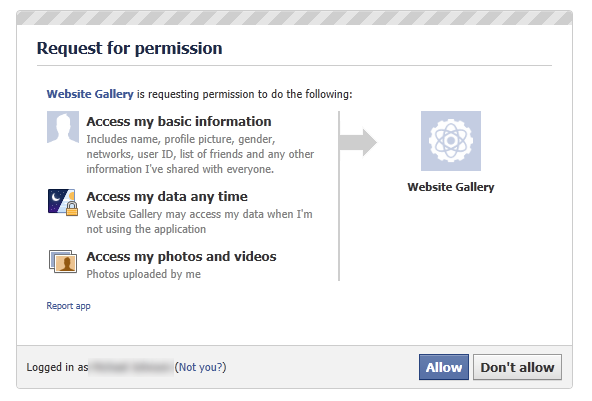 Request for permission
Website Gallery is requesting permission to do the following:
Access my basic information
Includes name, profile picture, gender,
networks, user ID, list of friends and any other
information I've shared with everyone.
Access my data any time
Website Gallery may access my data when I'm
not using the application
Access my photos and videos
Photos uploaded by me
Website Gallery
Report app
Logged in as (Not you?)
Allow
Don't allow